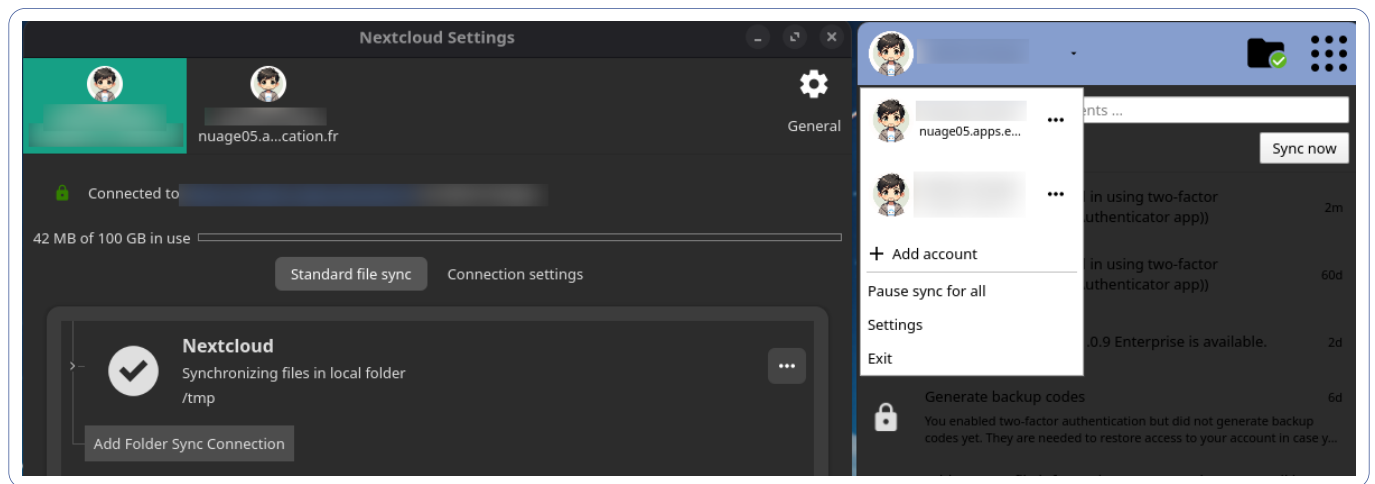 Nextcloud Settings
nuage05.a...cation.fr
General
Connected to
42 MB of 100 GB in use
Standard file sync
Connection settings
Nextcloud
Synchronizing files in local folder
/tmp
Add Folder Sync Connection
nuage05.apps.e...
Add account
Pause sync for all
Settings
Exit
ents ...
Sync now
in using two-factor
uthenticator app))
2m
in using two-factor
uthenticator app))
60d
.0.9 Enterprise is available.
2d
Generate backup codes
6d
You enabled two-factor authentication but did not generate backup
codes yet. They are needed to restore access to your account in case y...